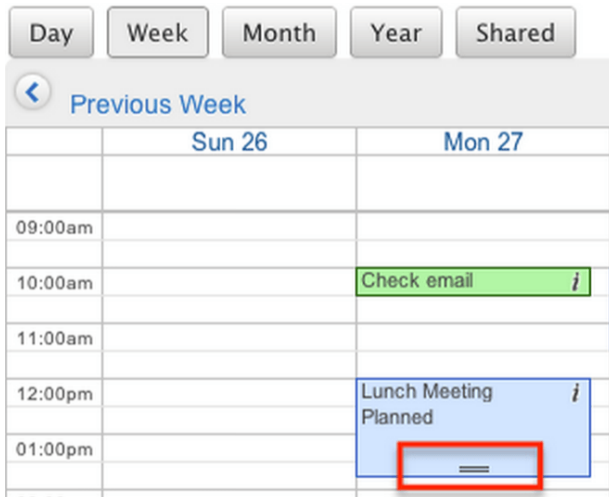 Day Week Month Year Shared
Previous Week
Sun 26 Mon 27
09:00am
10:00am Check email i
11:00am
12:00pm Lunch Meeting i
Planned
01:00pm